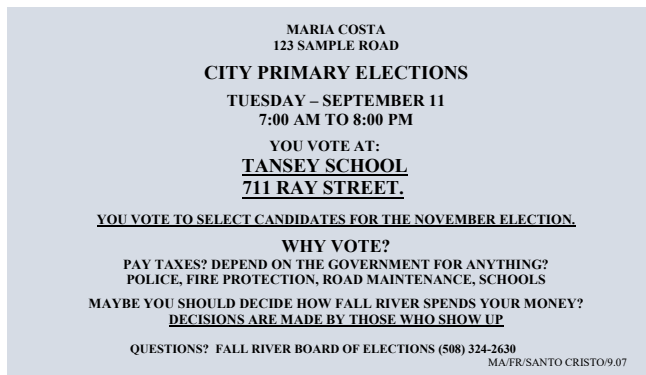 MARIA COSTA
123 SAMPLE ROAD
CITY PRIMARY ELECTIONS
TUESDAY – SEPTEMBER 11
7:00 AM TO 8:00 PM
YOU VOTE AT:
TANSEY SCHOOL
711 RAY STREET.
YOU VOTE TO SELECT CANDIDATES FOR THE NOVEMBER ELECTION.
WHY VOTE?
PAY TAXES? DEPEND ON THE GOVERNMENT FOR ANYTHING?
POLICE, FIRE PROTECTION, ROAD MAINTENANCE, SCHOOLS
MAYBE YOU SHOULD DECIDE HOW FALL RIVER SPENDS YOUR MONEY?
DECISIONS ARE MADE BY THOSE WHO SHOW UP
QUESTIONS? FALL RIVER BOARD OF ELECTIONS (508) 324-2630
MA/FR/SANTO CRISTO/9.07